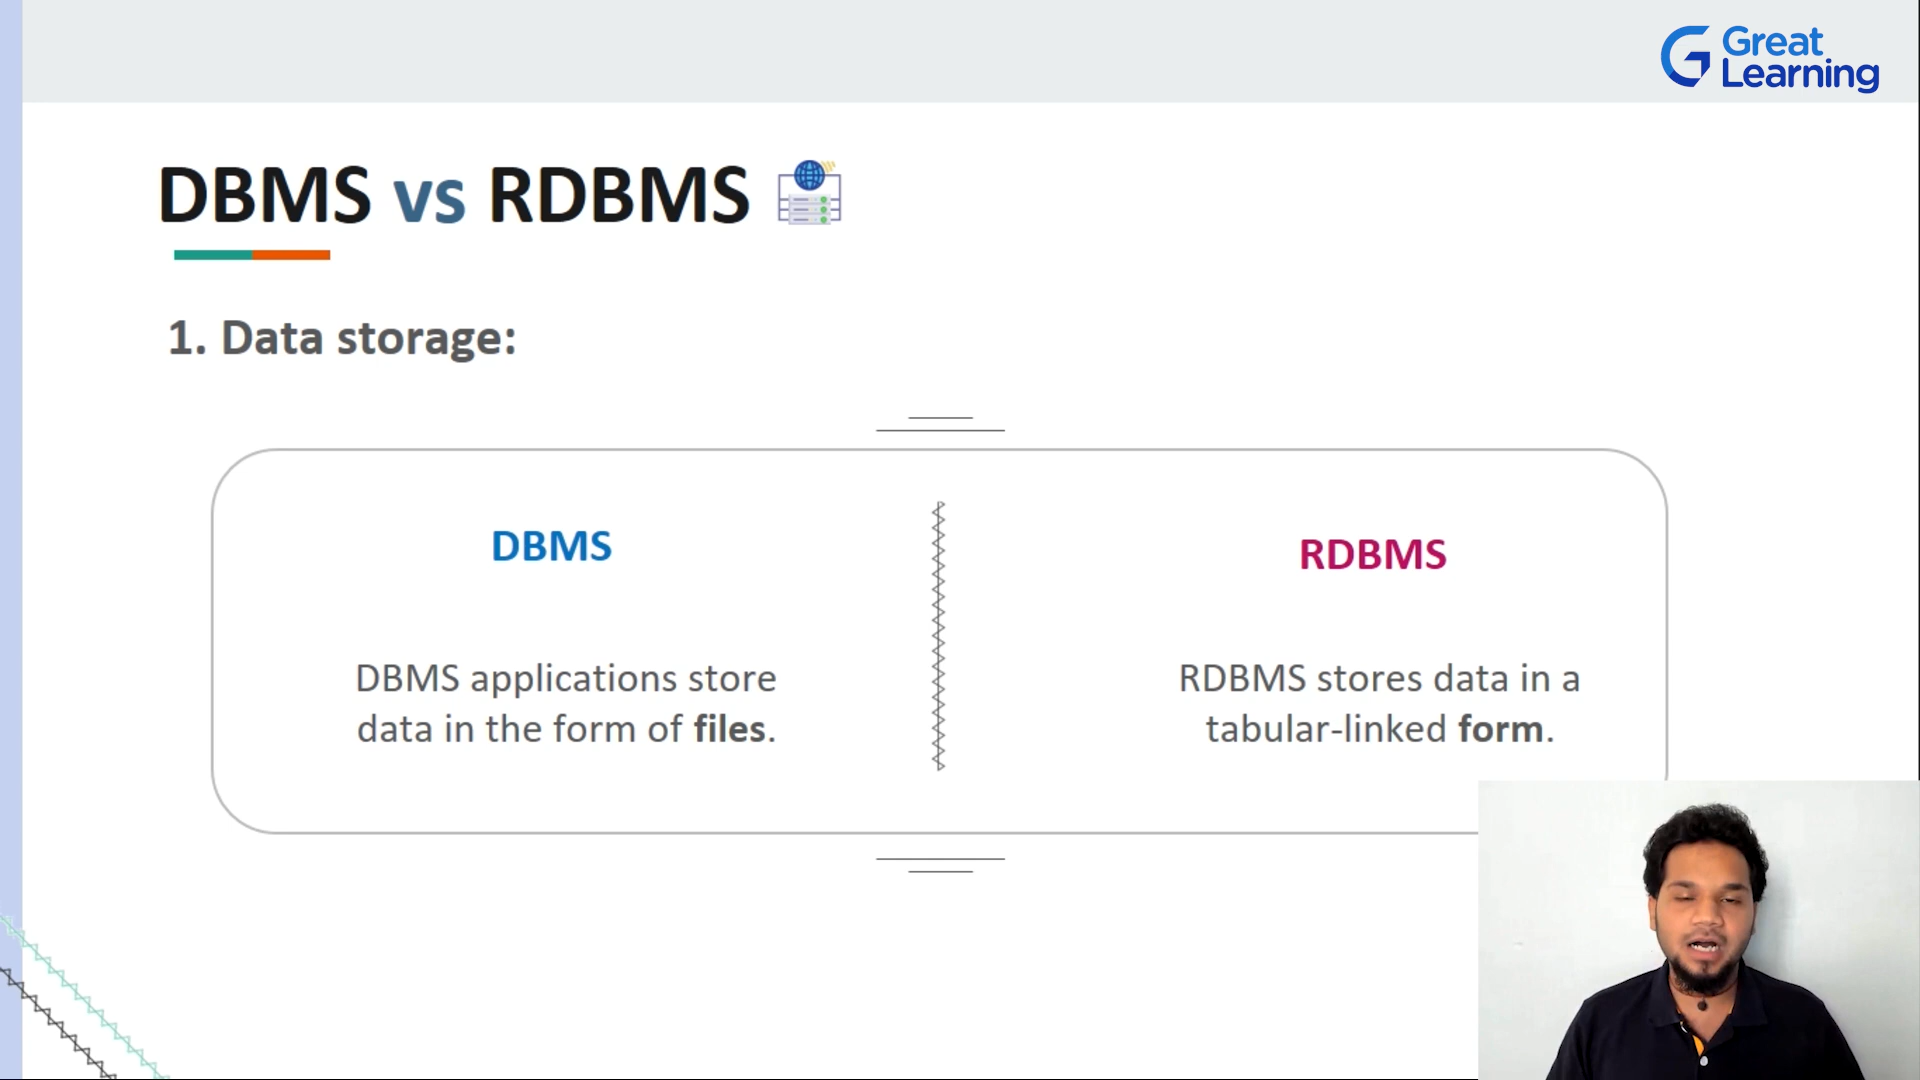 Great
Learning
DBMS vs RDBMS
1. Data storage:
DBMS
RDBMS
DBMS applications store
data in the form of files.
RDBMS stores data in a
tabular-linked form.